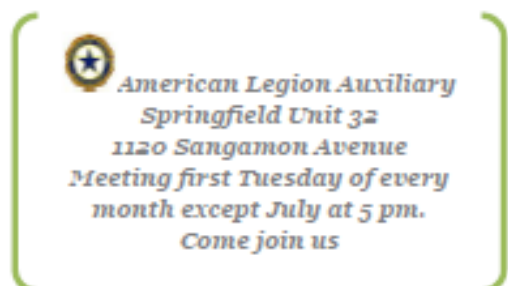 American Legion Auxiliary
Springfield Unit 32
1120 Sangamon Avenue
Meeting first Tuesday of every
month except July at 5 pm.
Come join us